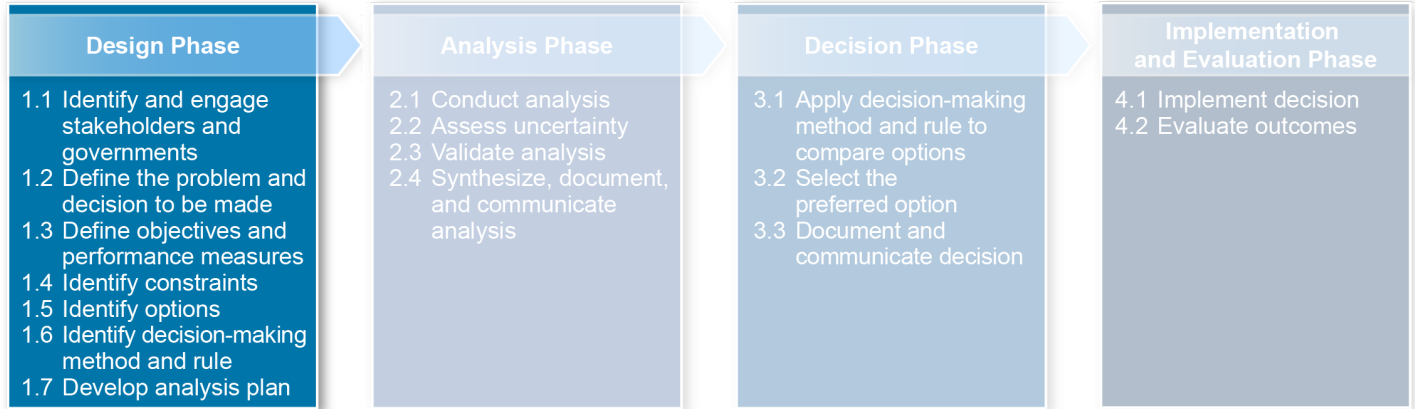 Design Phase
1.1 Identify and engage
stakeholders and
governments
1.2 Define the problem and
decision to be made
1.3 Define objectives and
performance measures
1.4 Identify constraints
1.5 Identify options
1.6 Identify decision-making
method and rule
1.7 Develop analysis plan
Analysis Phase
2.1 Conduct analysis
2.2 Assess uncertainty
2.3 Validate analysis
2.4 Synthesize, document,
and communicate
analysis
Decision Phase
3.1 Apply decision-making
method and rule to
compare options
3.2 Select the
preferred option
3.3 Document and
communicate decision
Implementation
and Evaluation Phase
4.1 Implement decision
4.2 Evaluate outcomes